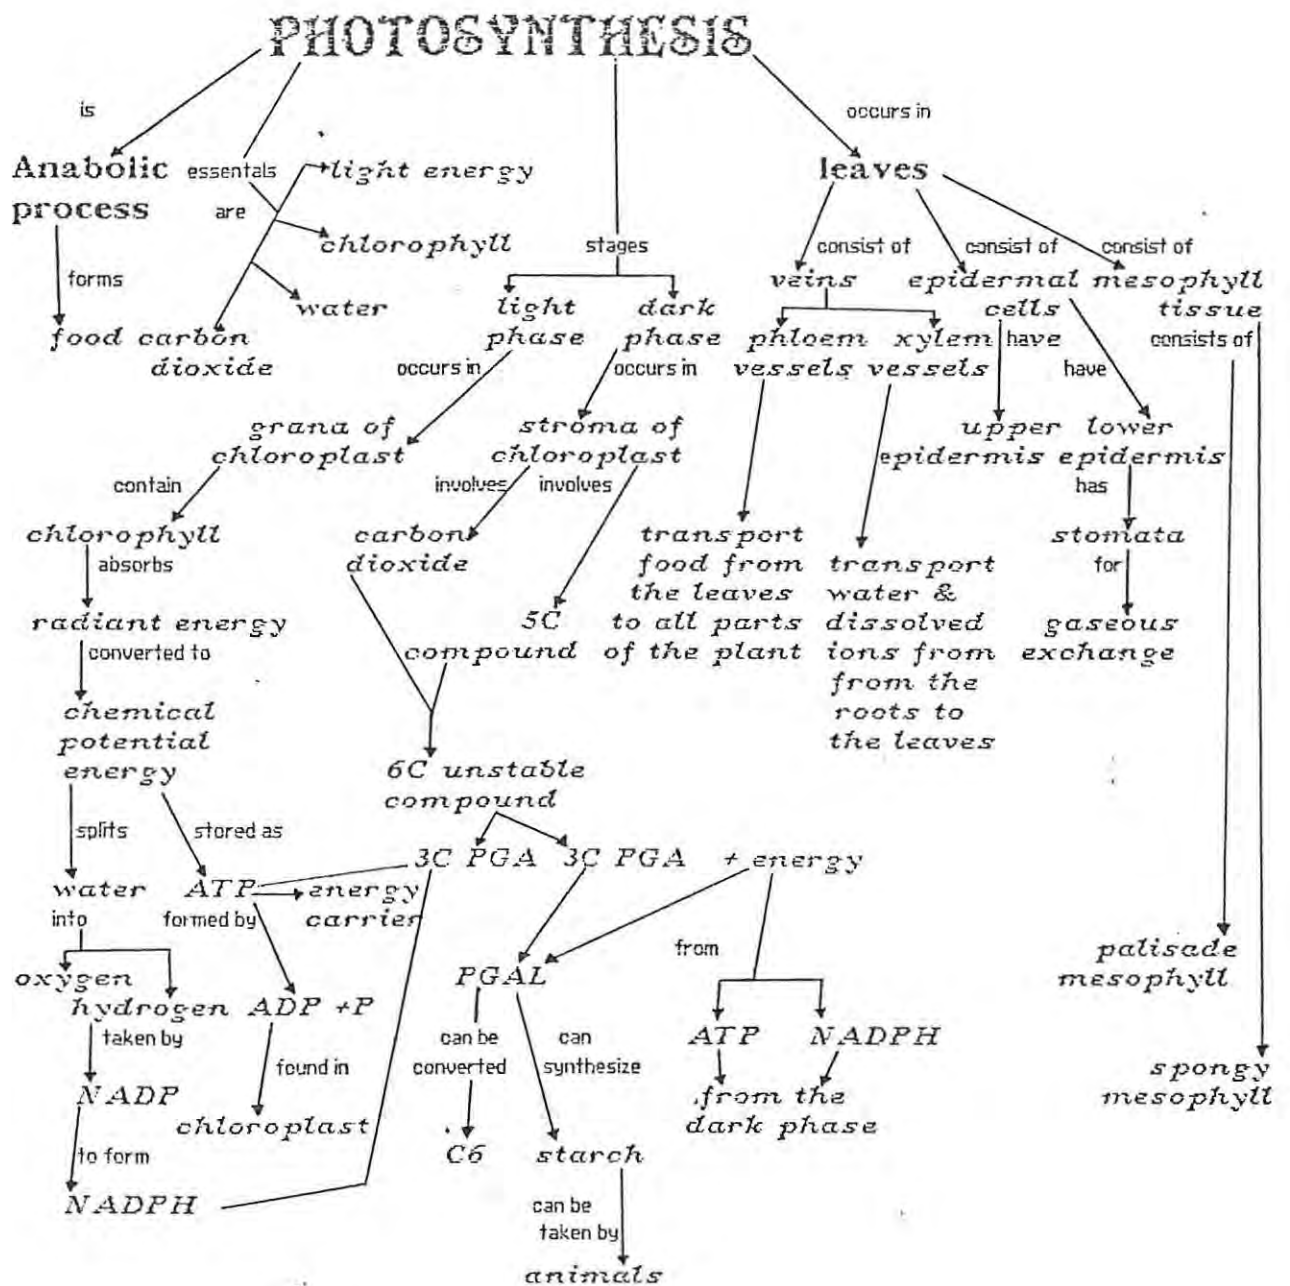 PHOTOSYNTHESIS
is
occurs in
Anabolic
process
essentals
are
light energy
chlorophyll
water
carbon
dioxide
forms
food
stages
light
phase
dark
phase
occurs in
occurs in
grana of
chloroplast
stroma of
chloroplast
contain
chlorophyll
absorbs
radiant energy
converted to
chemical
potential
energy
splits
stored as
water
into
oxygen
hydrogen
taken by
NADP
to form
NADPH
ATP
energy
carrier
formed by
ADP +P
found in
chloroplast
involves
involves
carbon
dioxide
5C
compound
6C unstable
compound
3C PGA
3C PGA
+ energy
PGAL
can be
converted
C6
can
synthesize
starch
can be
taken by
animals
from
ATP
NADPH
from the
dark phase
leaves
consist of
consist of
consist of
veins
epidermal
cells
mesophyll
tissue
phloem
vessels
xylem
vessels
have
have
consists of
transport
food from
the leaves
to all parts
of the plant
transport
water &
dissolved
ions from
from the
roots to
the leaves
upper
epidermis
lower
epidermis
has
stomata
for
gaseous
exchange
palisade
mesophyll
spongy
mesophyll